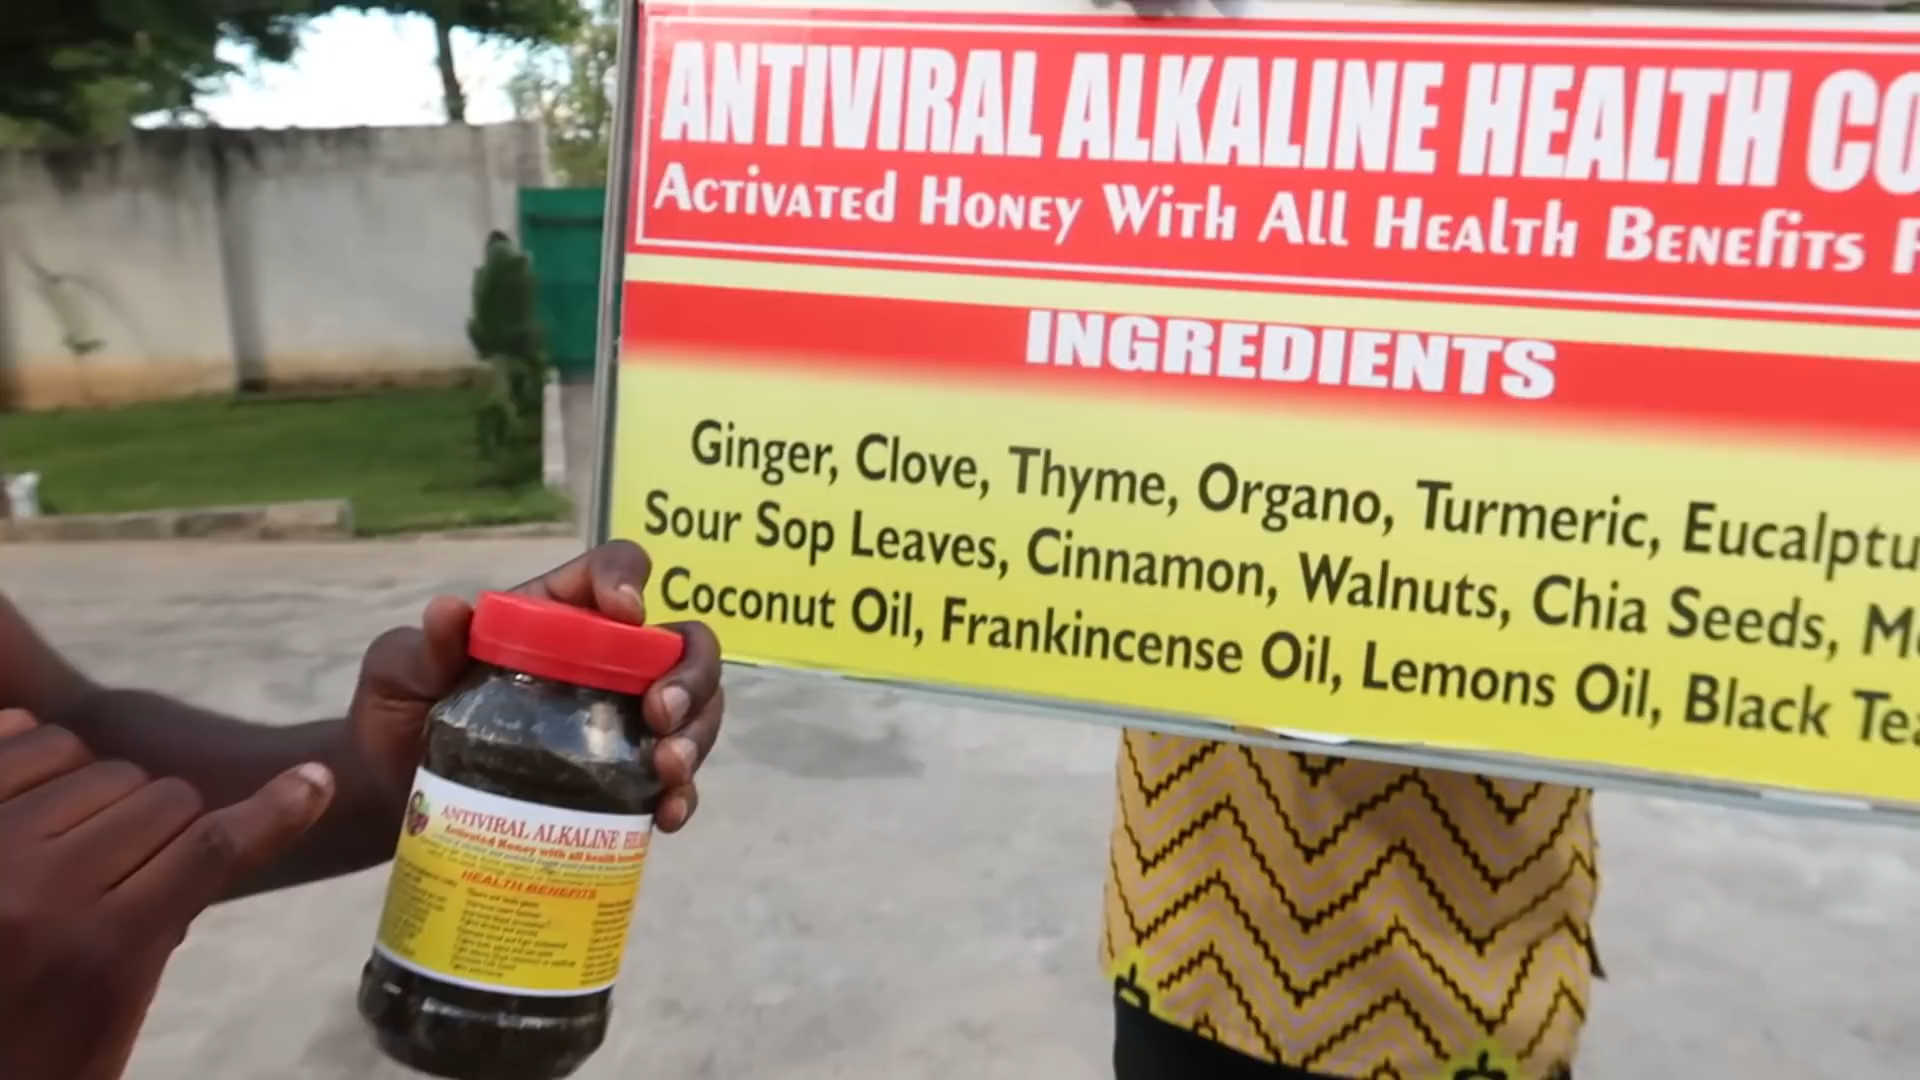 ANTIVIRAL ALKALINE HEALTH CO
Activated Honey With All Health Benefits F
INGREDIENTS
Ginger, Clove, Thyme, Organo, Turmeric, Eucalptu
Sour Sop Leaves, Cinnamon, Walnuts, Chia Seeds, M
Coconut Oil, Frankincense Oil, Lemons Oil, Black Tea
ANTIVIRAL ALKALINE HEA
Activated Honey with all health benefits
HEALTH BENEFITS